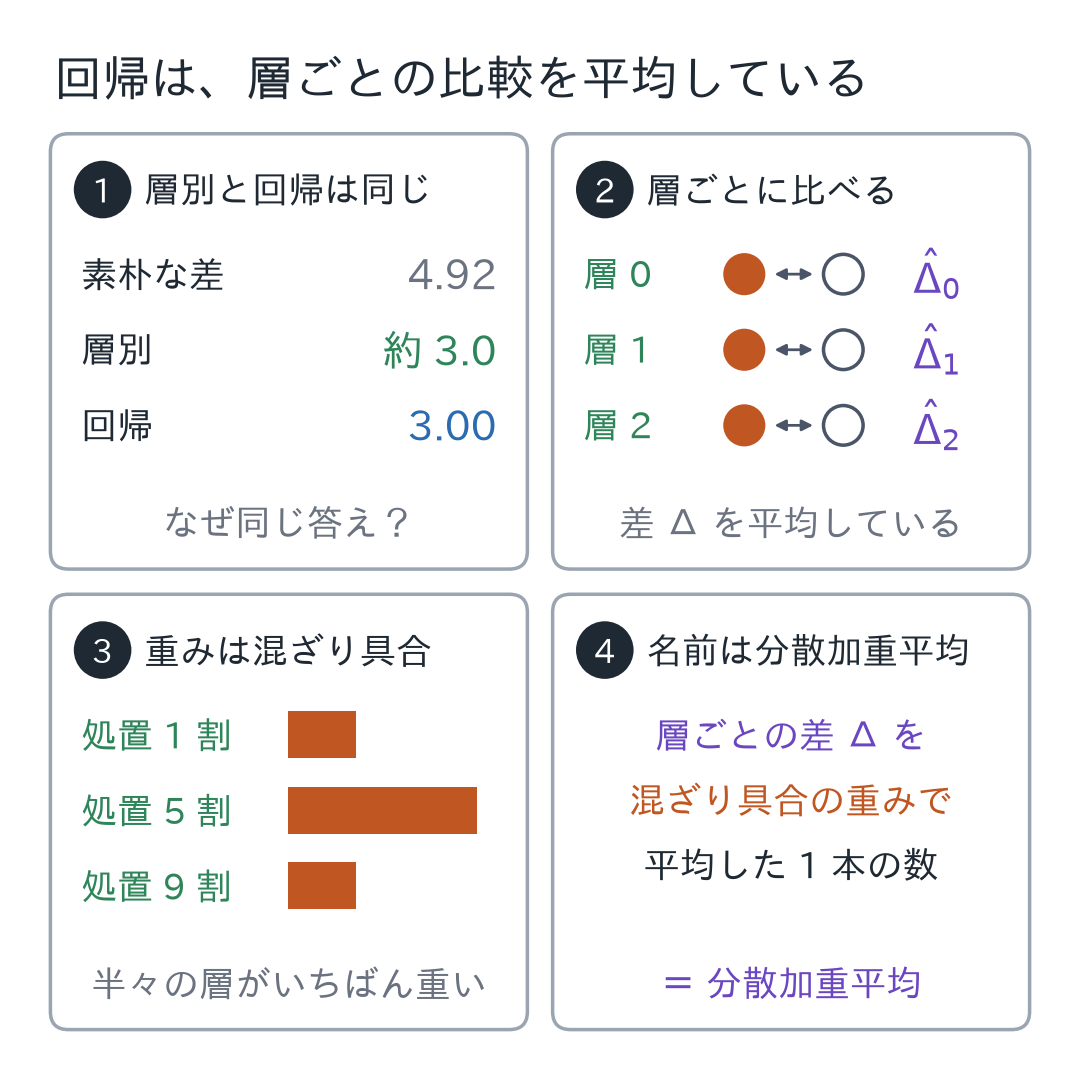 回帰は、層ごとの比較を平均している
1 層別と回帰は同じ
素朴な差 4.92
層別 約 3.0
回帰 3.00
なぜ同じ答え？
2 層ごとに比べる
層 0 Δ̂0
層 1 Δ̂1
層 2 Δ̂2
差 Δ を平均している
3 重みは混ざり具合
処置 1 割
処置 5 割
処置 9 割
半々の層がいちばん重い
4 名前は分散加重平均
層ごとの差 Δ を
混ざり具合の重みで
平均した 1 本の数
= 分散加重平均